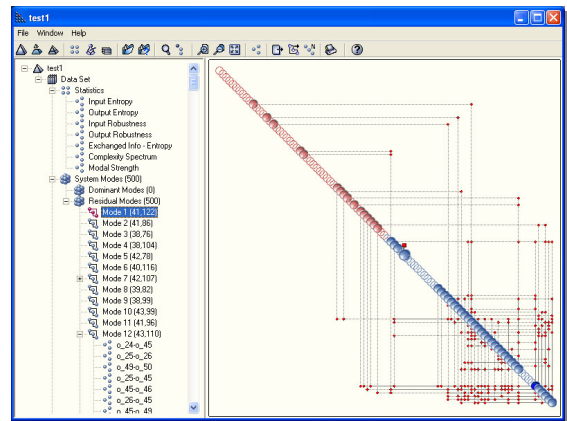 test1
File Window Help
test1
Data Set
Statistics
Input Entropy
Output Entropy
Input Robustness
Output Robustness
Exchanged Info - Entropy
Complexity Spectrum
Modal Strength
System Modes (500)
Dominant Modes (0)
Residual Modes (500)
Mode 1 (41,122)
Mode 2 (41,86)
Mode 3 (38,76)
Mode 4 (38,104)
Mode 5 (42,78)
Mode 6 (40,116)
Mode 7 (42,107)
Mode 8 (39,82)
Mode 9 (38,99)
Mode 10 (43,99)
Mode 11 (41,96)
Mode 12 (43,110)
o_24-o_45
o_25-o_26
o_49-o_50
o_25-o_45
o_45-o_46
o_26-o_45
o_45-o_49